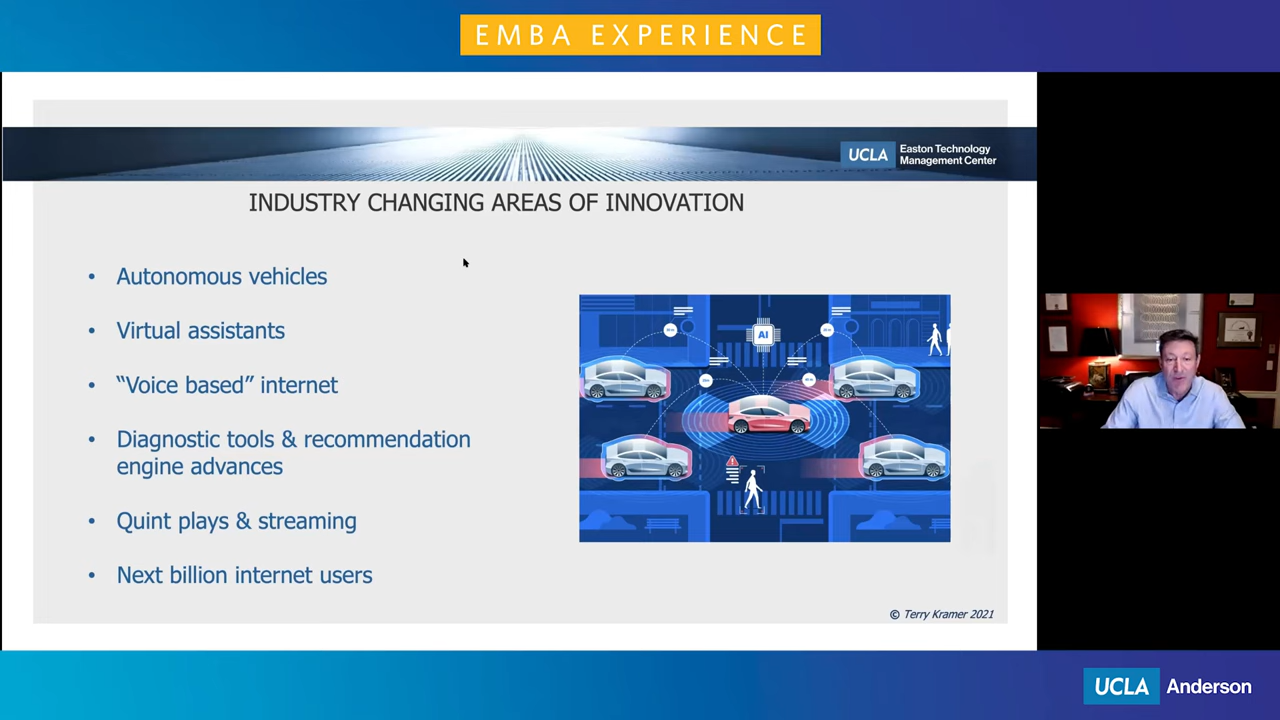 EMBA EXPERIENCE
UCLA
Easton Technology
Management Center
INDUSTRY CHANGING AREAS OF INNOVATION
• Autonomous vehicles
• Virtual assistants
• “Voice based” internet
• Diagnostic tools & recommendation
engine advances
• Quint plays & streaming
• Next billion internet users
AI
© Terry Kramer 2021
UCLA Anderson